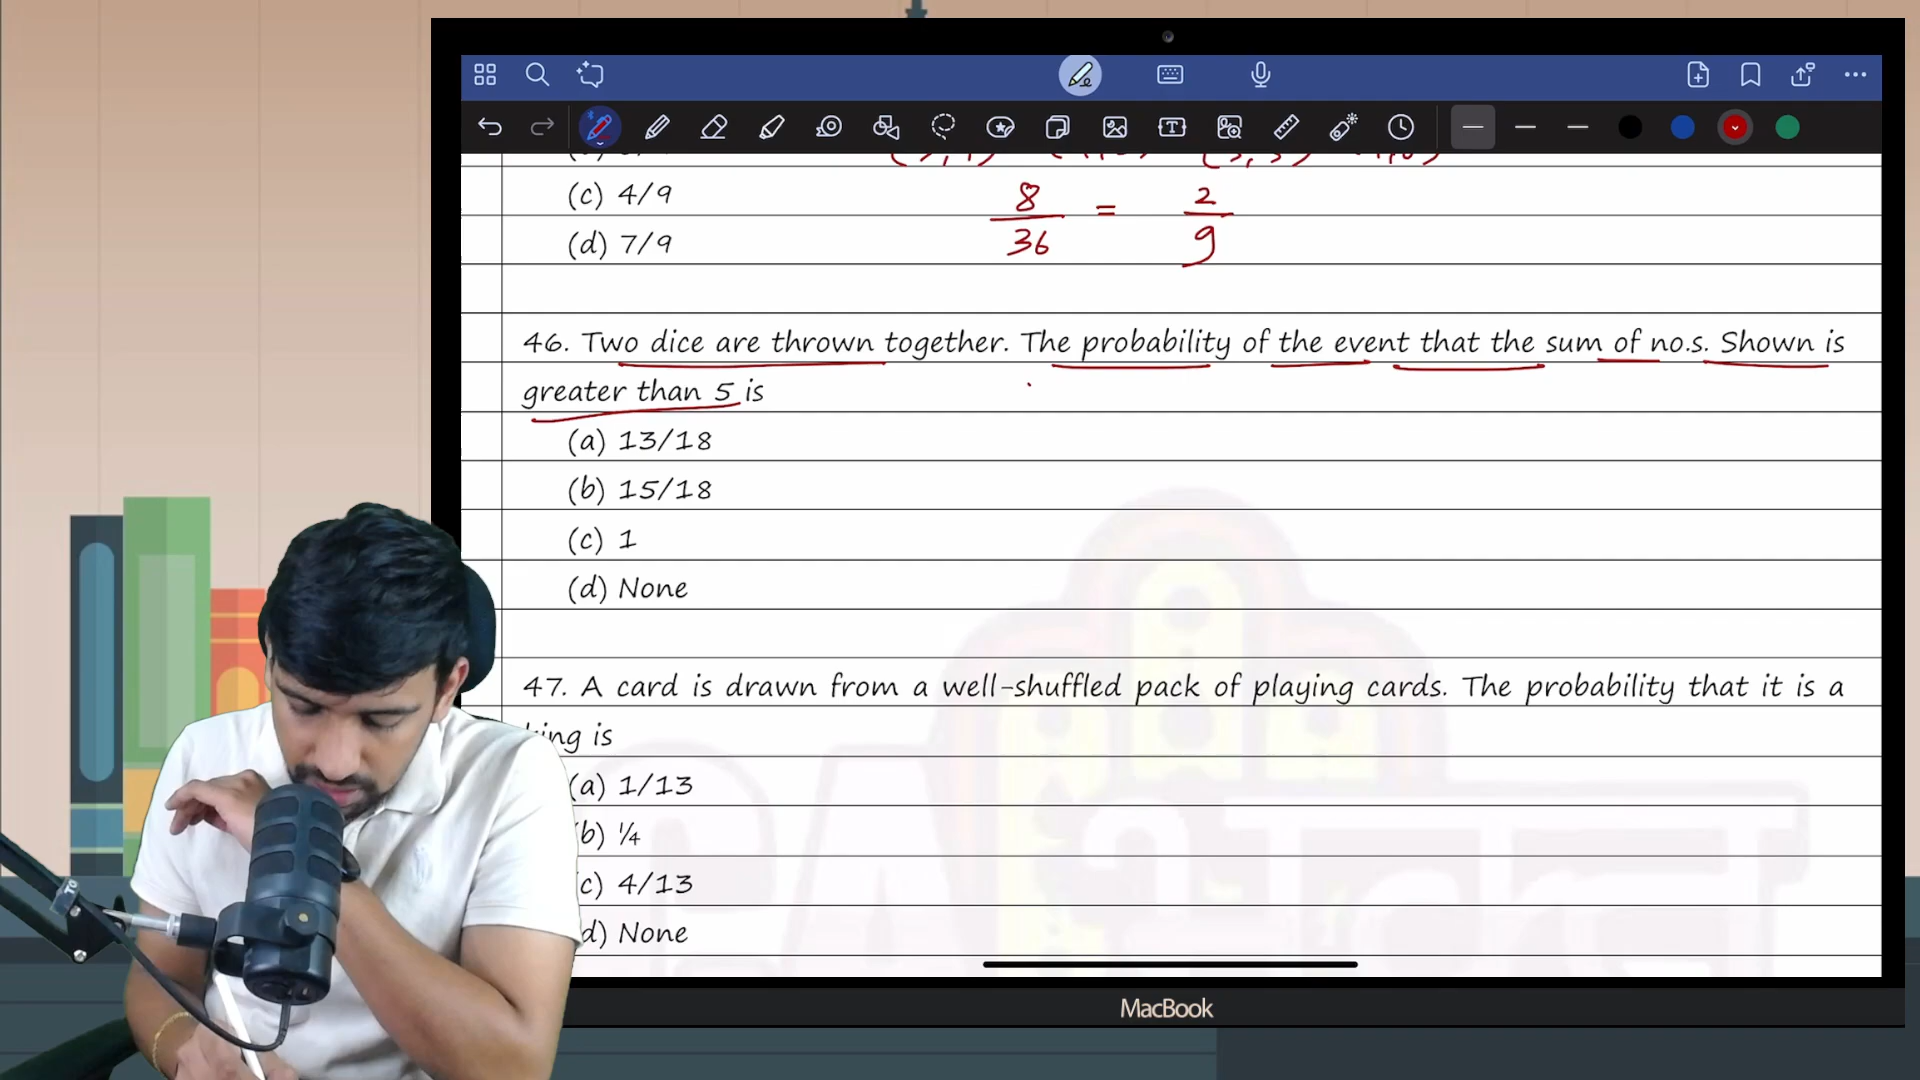 (c) 4/9
8/36 = 2/9
(d) 7/9
46. Two dice are thrown together. The probability of the event that the sum of no.s. Shown is
greater than 5 is
(a) 13/18
(b) 15/18
(c) 1
(d) None
47. A card is drawn from a well-shuffled pack of playing cards. The probability that it is a
king is
(a) 1/13
b) ¼
c) 4/13
d) None
MacBook